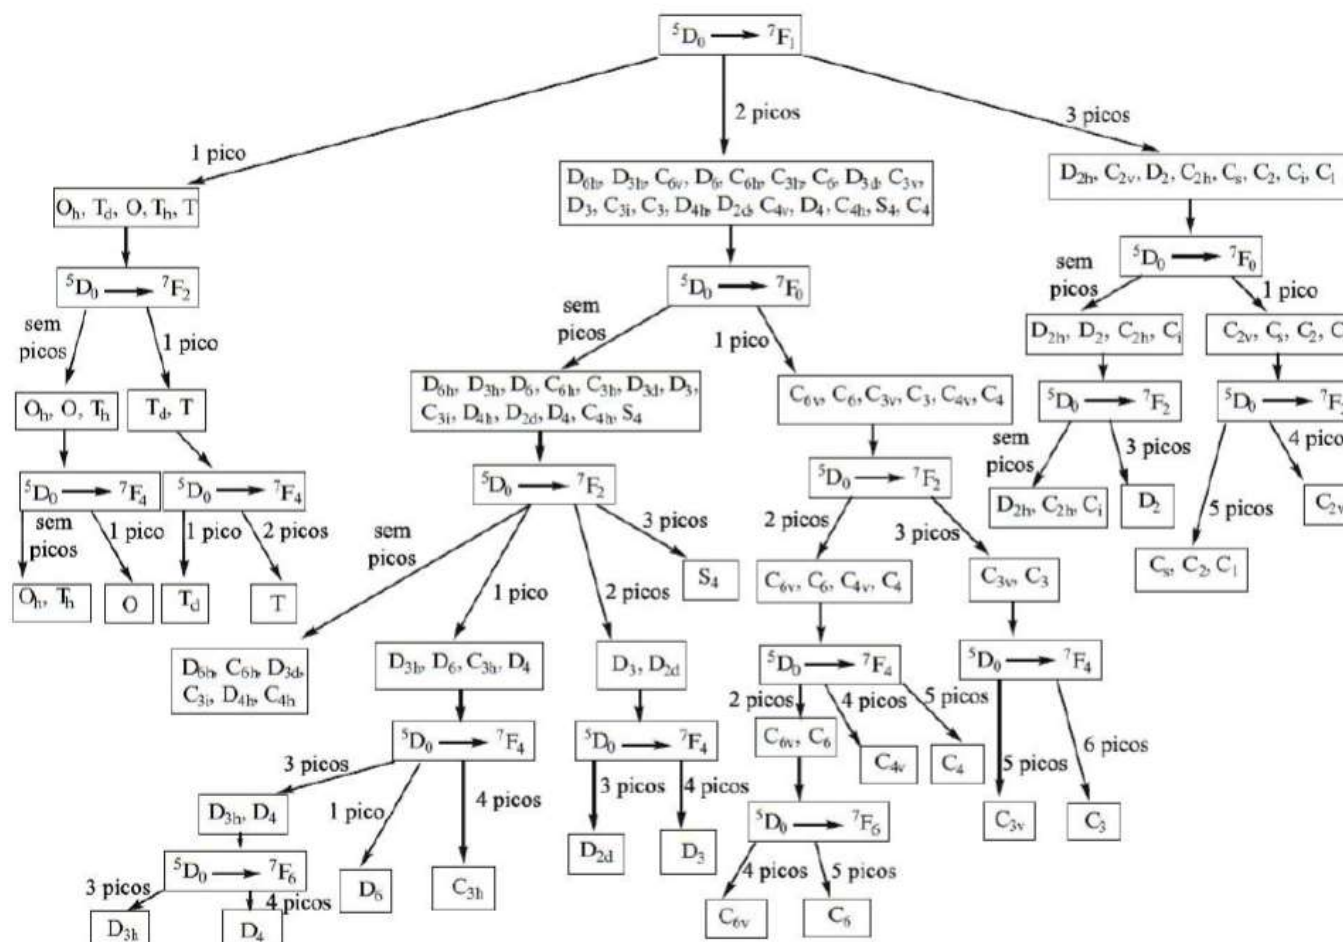 ⁵D₀ → ⁷F₁
1 pico
2 picos
3 picos
Oₕ, T_d, O, Tₕ, T
D₆ₕ, D₃ₕ, C₆ᵥ, D₆, C₆ₕ, C₃ₕ, C₆, D₃d, C₃ᵥ,
D₃, C₃ᵢ, C₃, D₄ₕ, D₂d, C₄ᵥ, D₄, C₄ₕ, S₄, C₄
D₂ₕ, C₂ᵥ, D₂, C₂ₕ, Cₛ, C₂, Cᵢ, C₁
⁵D₀ → ⁷F₂
⁵D₀ → ⁷F₀
⁵D₀ → ⁷F₀
sem
picos
1 pico
sem
picos
1 pico
sem
picos
1 pico
Oₕ, O, Tₕ
T_d, T
D₆ₕ, D₃ₕ, D₆, C₆ₕ, C₃ₕ, D₃d, D₃,
C₃ᵢ, D₄ₕ, D₂d, D₄, C₄ₕ, S₄
C₆ᵥ, C₆, C₃ᵥ, C₃, C₄ᵥ, C₄
D₂ₕ, D₂, C₂ₕ, Cᵢ
C₂ᵥ, Cₛ, C₂, C
⁵D₀ → ⁷F₄
⁵D₀ → ⁷F₄
⁵D₀ → ⁷F₂
⁵D₀ → ⁷F₂
⁵D₀ → ⁷F₂
⁵D₀ → ⁷F
sem
picos
1 pico
1 pico
2 picos
sem
picos
1 pico
2 picos
3 picos
2 picos
3 picos
sem
picos
3 picos
5 picos
4 pico
Oₕ, Tₕ
O
T_d
T
S₄
C₆ᵥ, C₆, C₄ᵥ, C₄
C₃ᵥ, C₃
D₂ₕ, C₂ₕ, Cᵢ
D₂
Cₛ, C₂, C₁
C₂ᵥ
D₆ₕ, C₆ₕ, D₃d,
C₃ᵢ, D₄ₕ, C₄ₕ
D₃ₕ, D₆, C₃ₕ, D₄
D₃, D₂d
⁵D₀ → ⁷F₄
⁵D₀ → ⁷F₄
⁵D₀ → ⁷F₄
⁵D₀ → ⁷F₄
3 picos
1 pico
4 picos
3 picos
4 picos
2 picos
4 picos
5 picos
5 picos
6 picos
D₃ₕ, D₄
D₆
C₃ₕ
D₂d
D₃
C₆ᵥ, C₆
C₄ᵥ
C₄
C₃ᵥ
C₃
⁵D₀ → ⁷F₆
⁵D₀ → ⁷F₆
3 picos
4 picos
4 picos
5 picos
D₃ₕ
D₄
C₆ᵥ
C₆